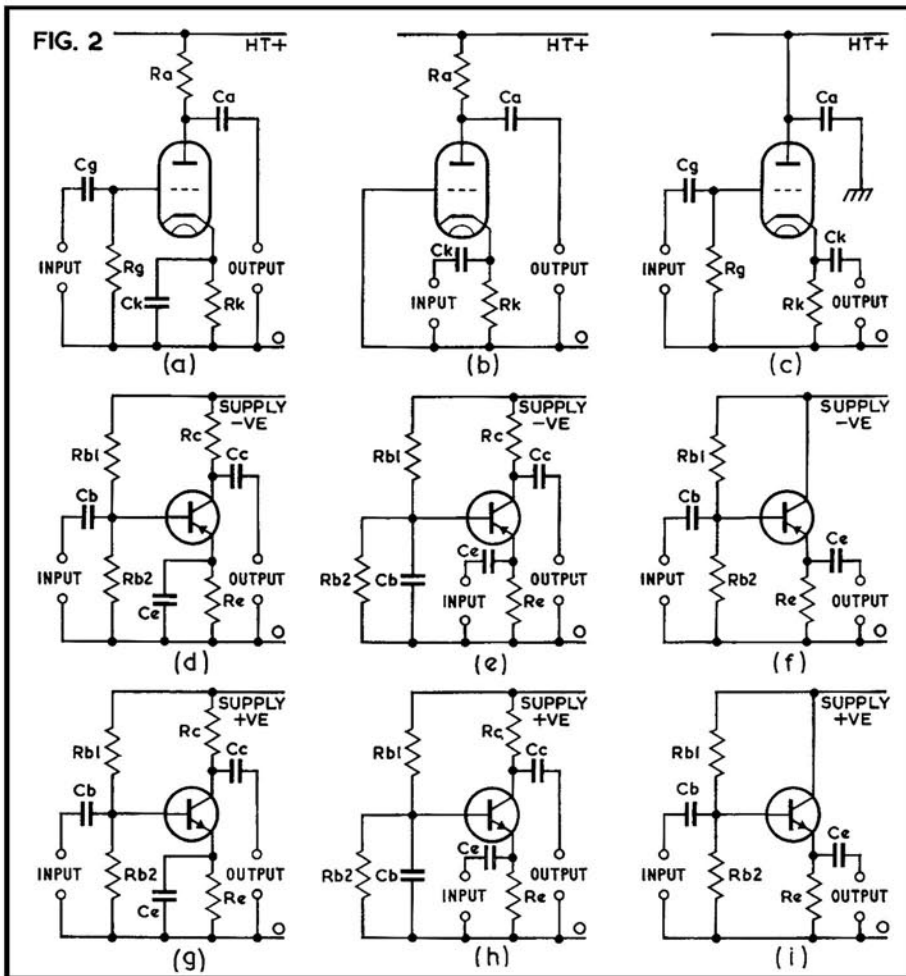 FIG. 2
HT+
HT+
HT+
Ra
Ca
Cg
INPUT
Rg
Ck
Rk
OUTPUT
O
(a)
Ra
Ca
Ck
INPUT
Rk
OUTPUT
O
(b)
Ca
Cg
INPUT
Rg
Ck
Rk
OUTPUT
O
(c)
SUPPLY
-VE
Rb1
Rc
Cc
Cb
INPUT
Rb2
Ce
Re
OUTPUT
O
(d)
SUPPLY
-VE
Rb1
Rc
Cc
Ce
Rb2
Cb
INPUT
Re
OUTPUT
O
(e)
SUPPLY
-VE
Rb1
Cb
INPUT
Rb2
Ce
Re
OUTPUT
O
(f)
SUPPLY
+VE
Rb1
Rc
Cc
Cb
INPUT
Rb2
Ce
Re
OUTPUT
O
(g)
SUPPLY
+VE
Rb1
Rc
Cc
Ce
Rb2
Cb
INPUT
Re
OUTPUT
O
(h)
SUPPLY
+VE
Rb1
Cb
INPUT
Rb2
Ce
Re
OUTPUT
O
(i)